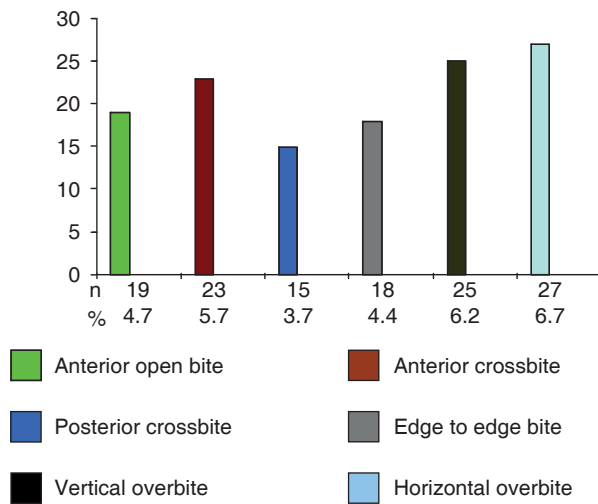 30
25
20
15
10
5
0
n 19 23 15 18 25 27
% 4.7 5.7 3.7 4.4 6.2 6.7
Anterior open bite Anterior crossbite
Posterior crossbite Edge to edge bite
Vertical overbite Horizontal overbite